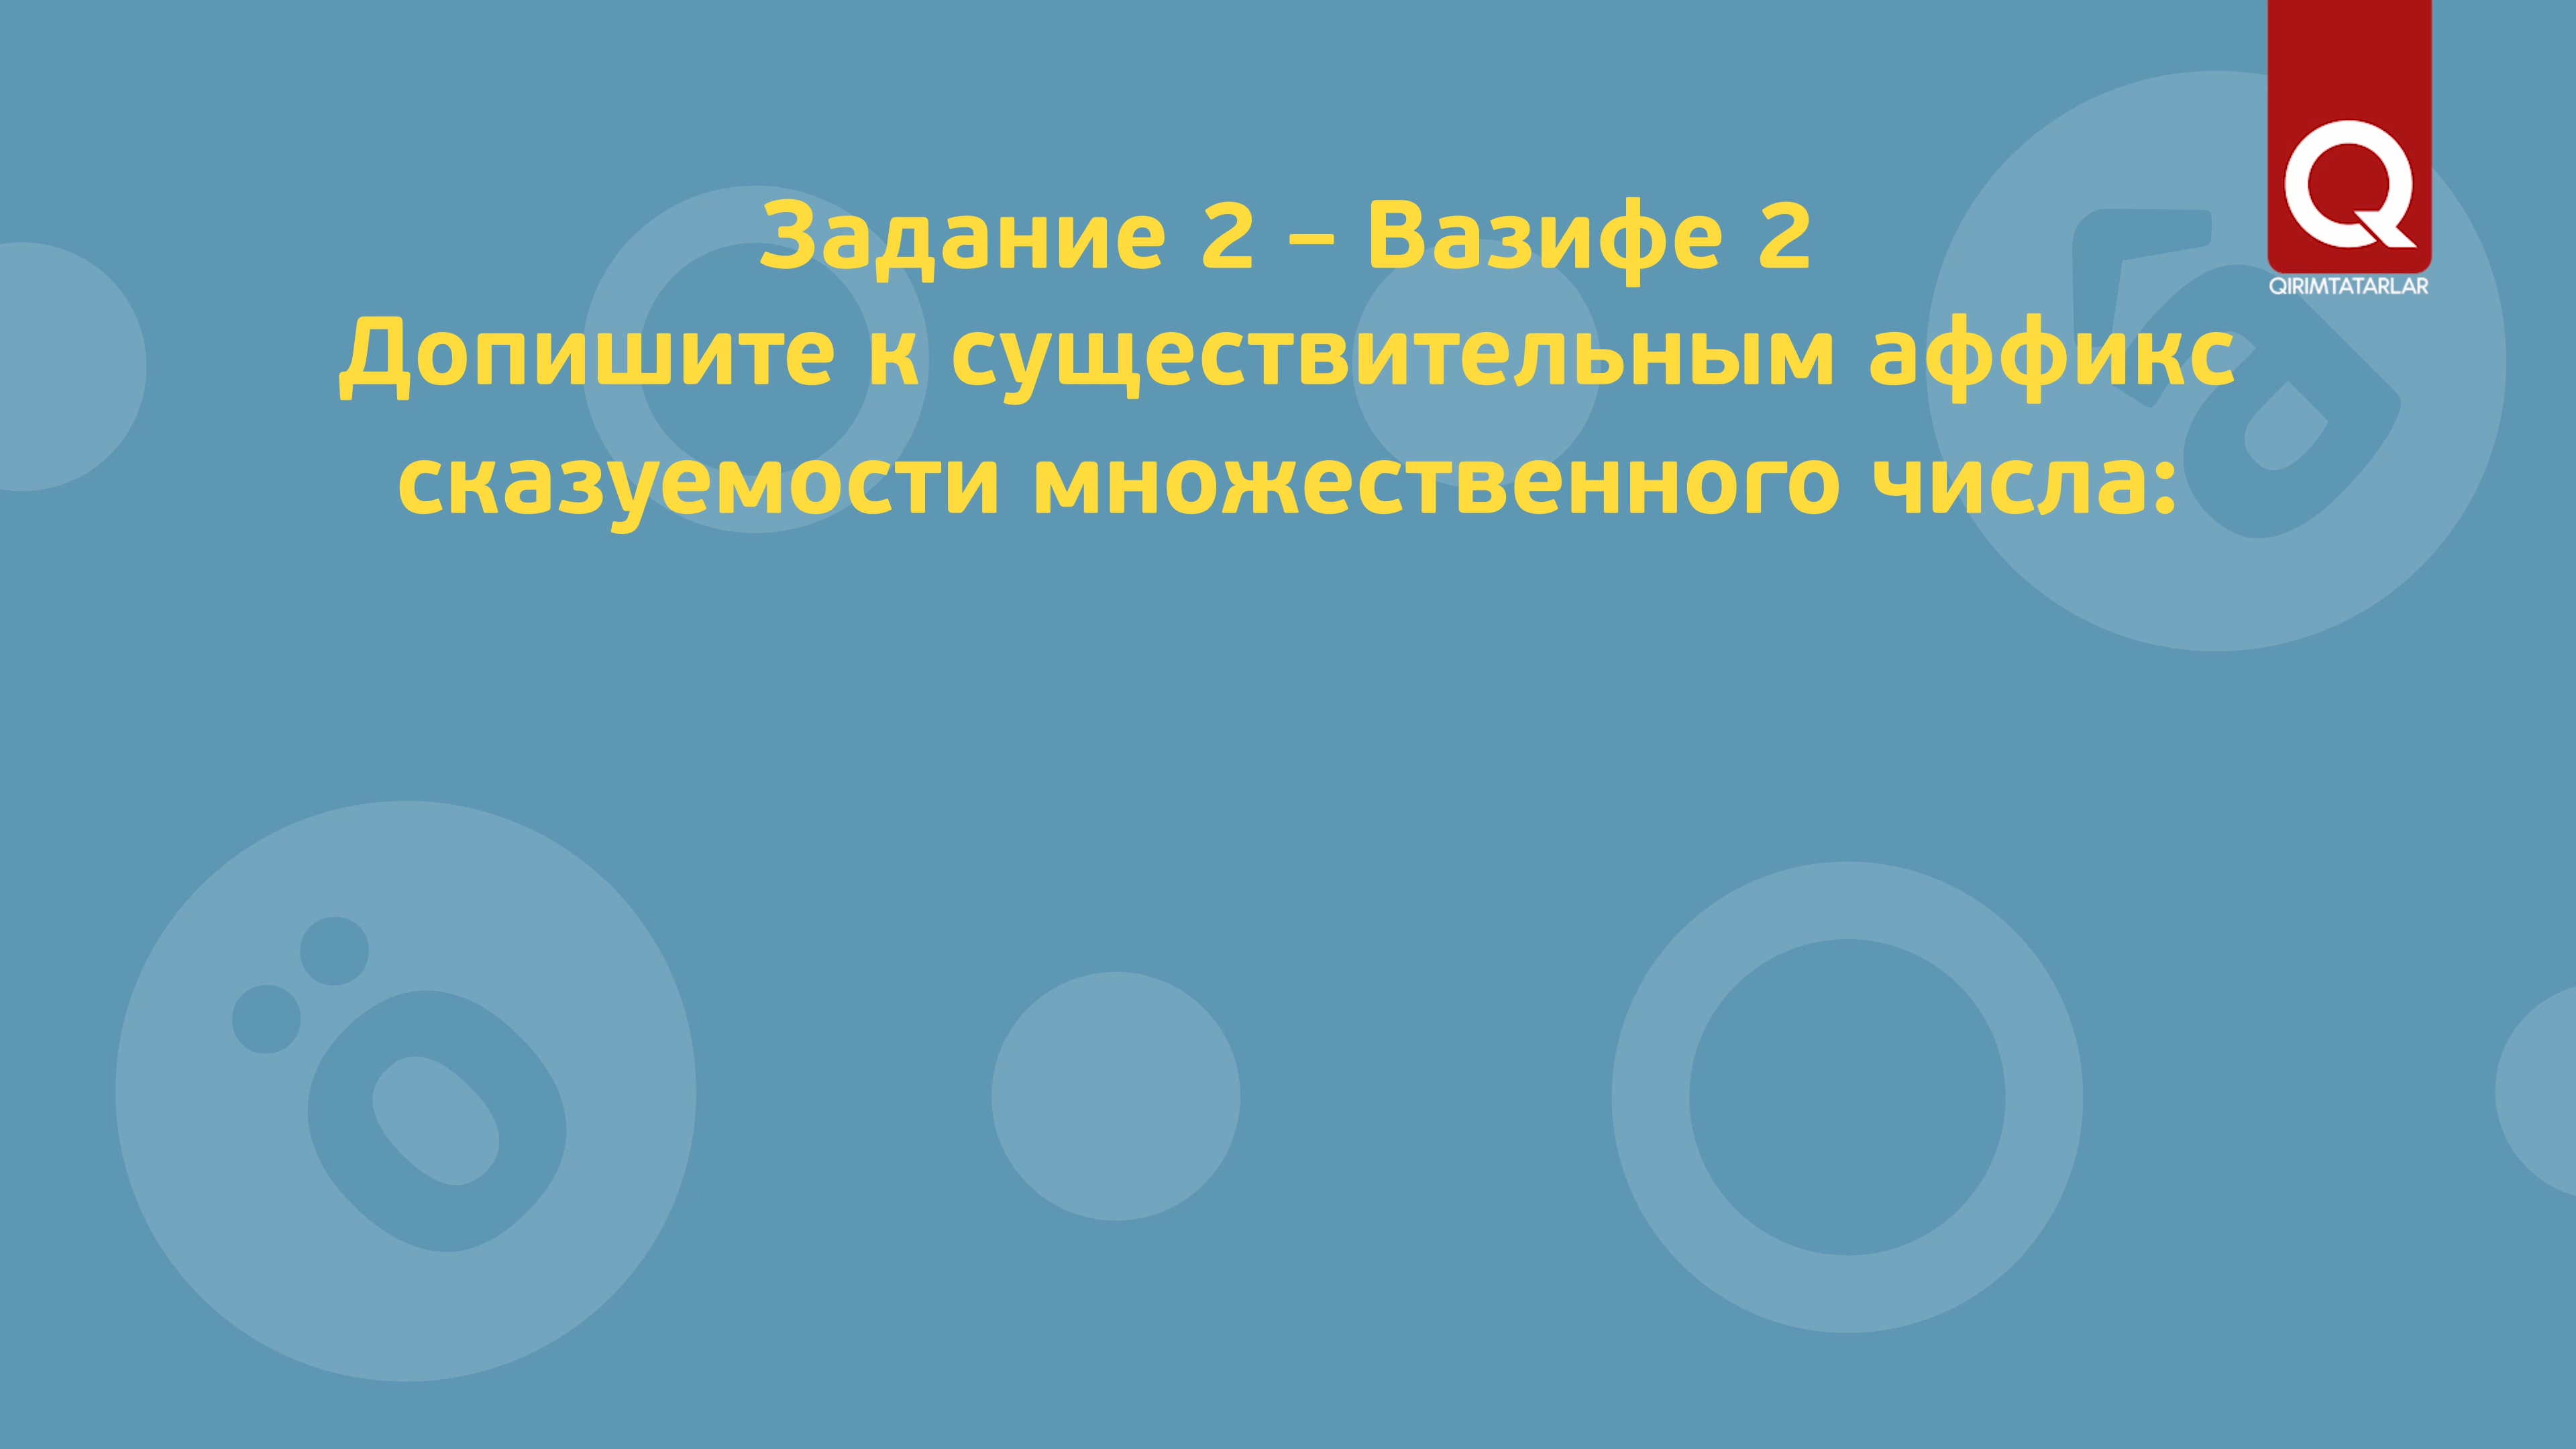 Задание 2 – Вазифе 2
Допишите к существительным аффикс
сказуемости множественного числа:
Q
QIRIMTATARLAR